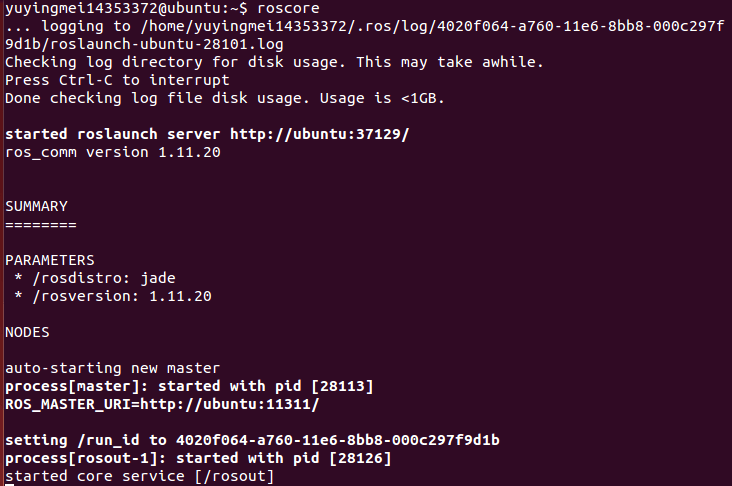 yuyingmei14353372@ubuntu:~$ roscore
... logging to /home/yuyingmei14353372/.ros/log/4020f064-a760-11e6-8bb8-000c297f
9d1b/roslaunch-ubuntu-28101.log
Checking log directory for disk usage. This may take awhile.
Press Ctrl-C to interrupt
Done checking log file disk usage. Usage is <1GB.
started roslaunch server http://ubuntu:37129/
ros_comm version 1.11.20
SUMMARY
========
PARAMETERS
 * /rosdistro: jade
 * /rosversion: 1.11.20
NODES
auto-starting new master
process[master]: started with pid [28113]
ROS_MASTER_URI=http://ubuntu:11311/
setting /run_id to 4020f064-a760-11e6-8bb8-000c297f9d1b
process[rosout-1]: started with pid [28126]
started core service [/rosout]